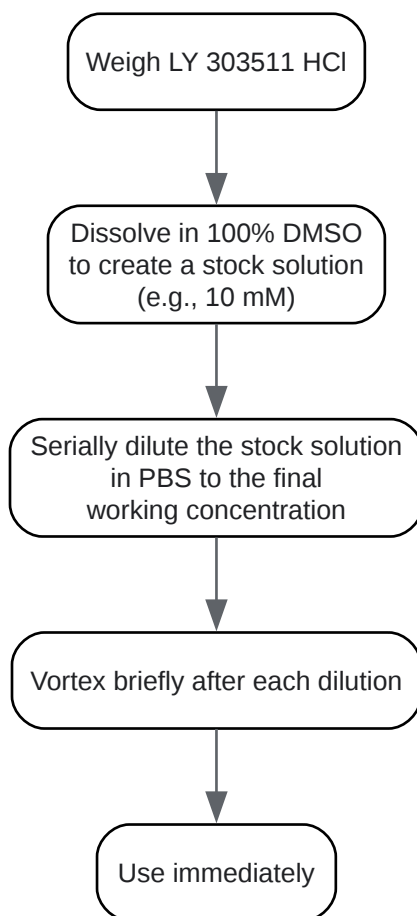 Weigh LY 303511 HCl
Dissolve in 100% DMSO
to create a stock solution
(e.g., 10 mM)
Serially dilute the stock solution
in PBS to the final
working concentration
Vortex briefly after each dilution
Use immediately